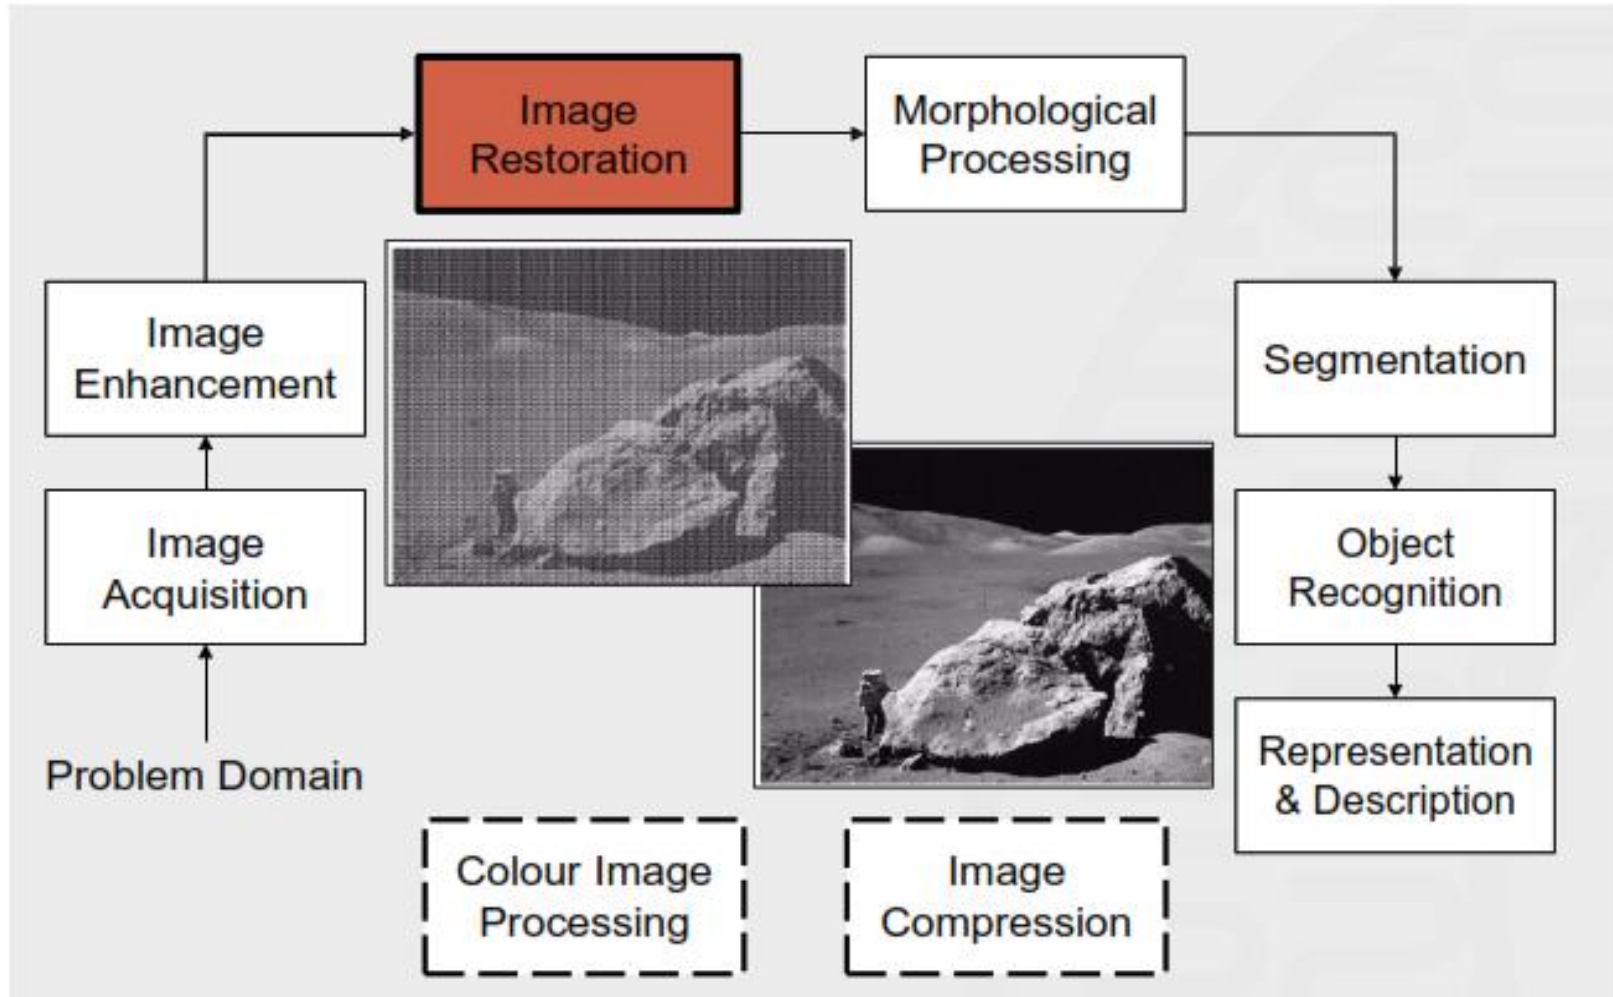 Image
Restoration
Morphological
Processing
Image
Enhancement
Segmentation
Image
Acquisition
Object
Recognition
Problem Domain
Representation
& Description
Colour Image
Processing
Image
Compression